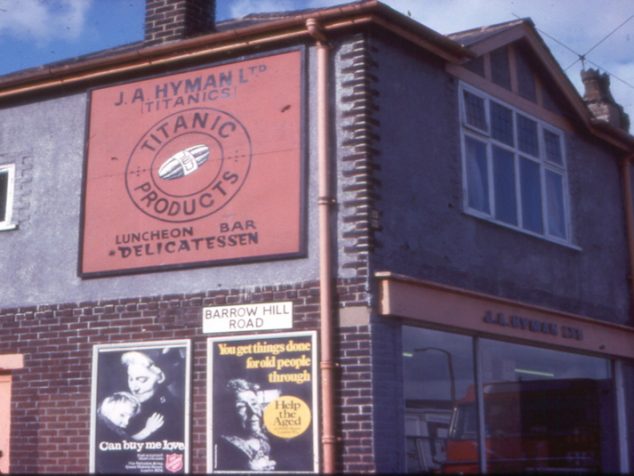 J.A. HYMAN LTD
(TITANICS)
TITANIC
PRODUCTS
LUNCHEON BAR
* DELICATESSEN
BARROW HILL
ROAD
J.A. HYMAN LTD
Can buy me love.
You get things done
for old people
through
Help
the
Aged